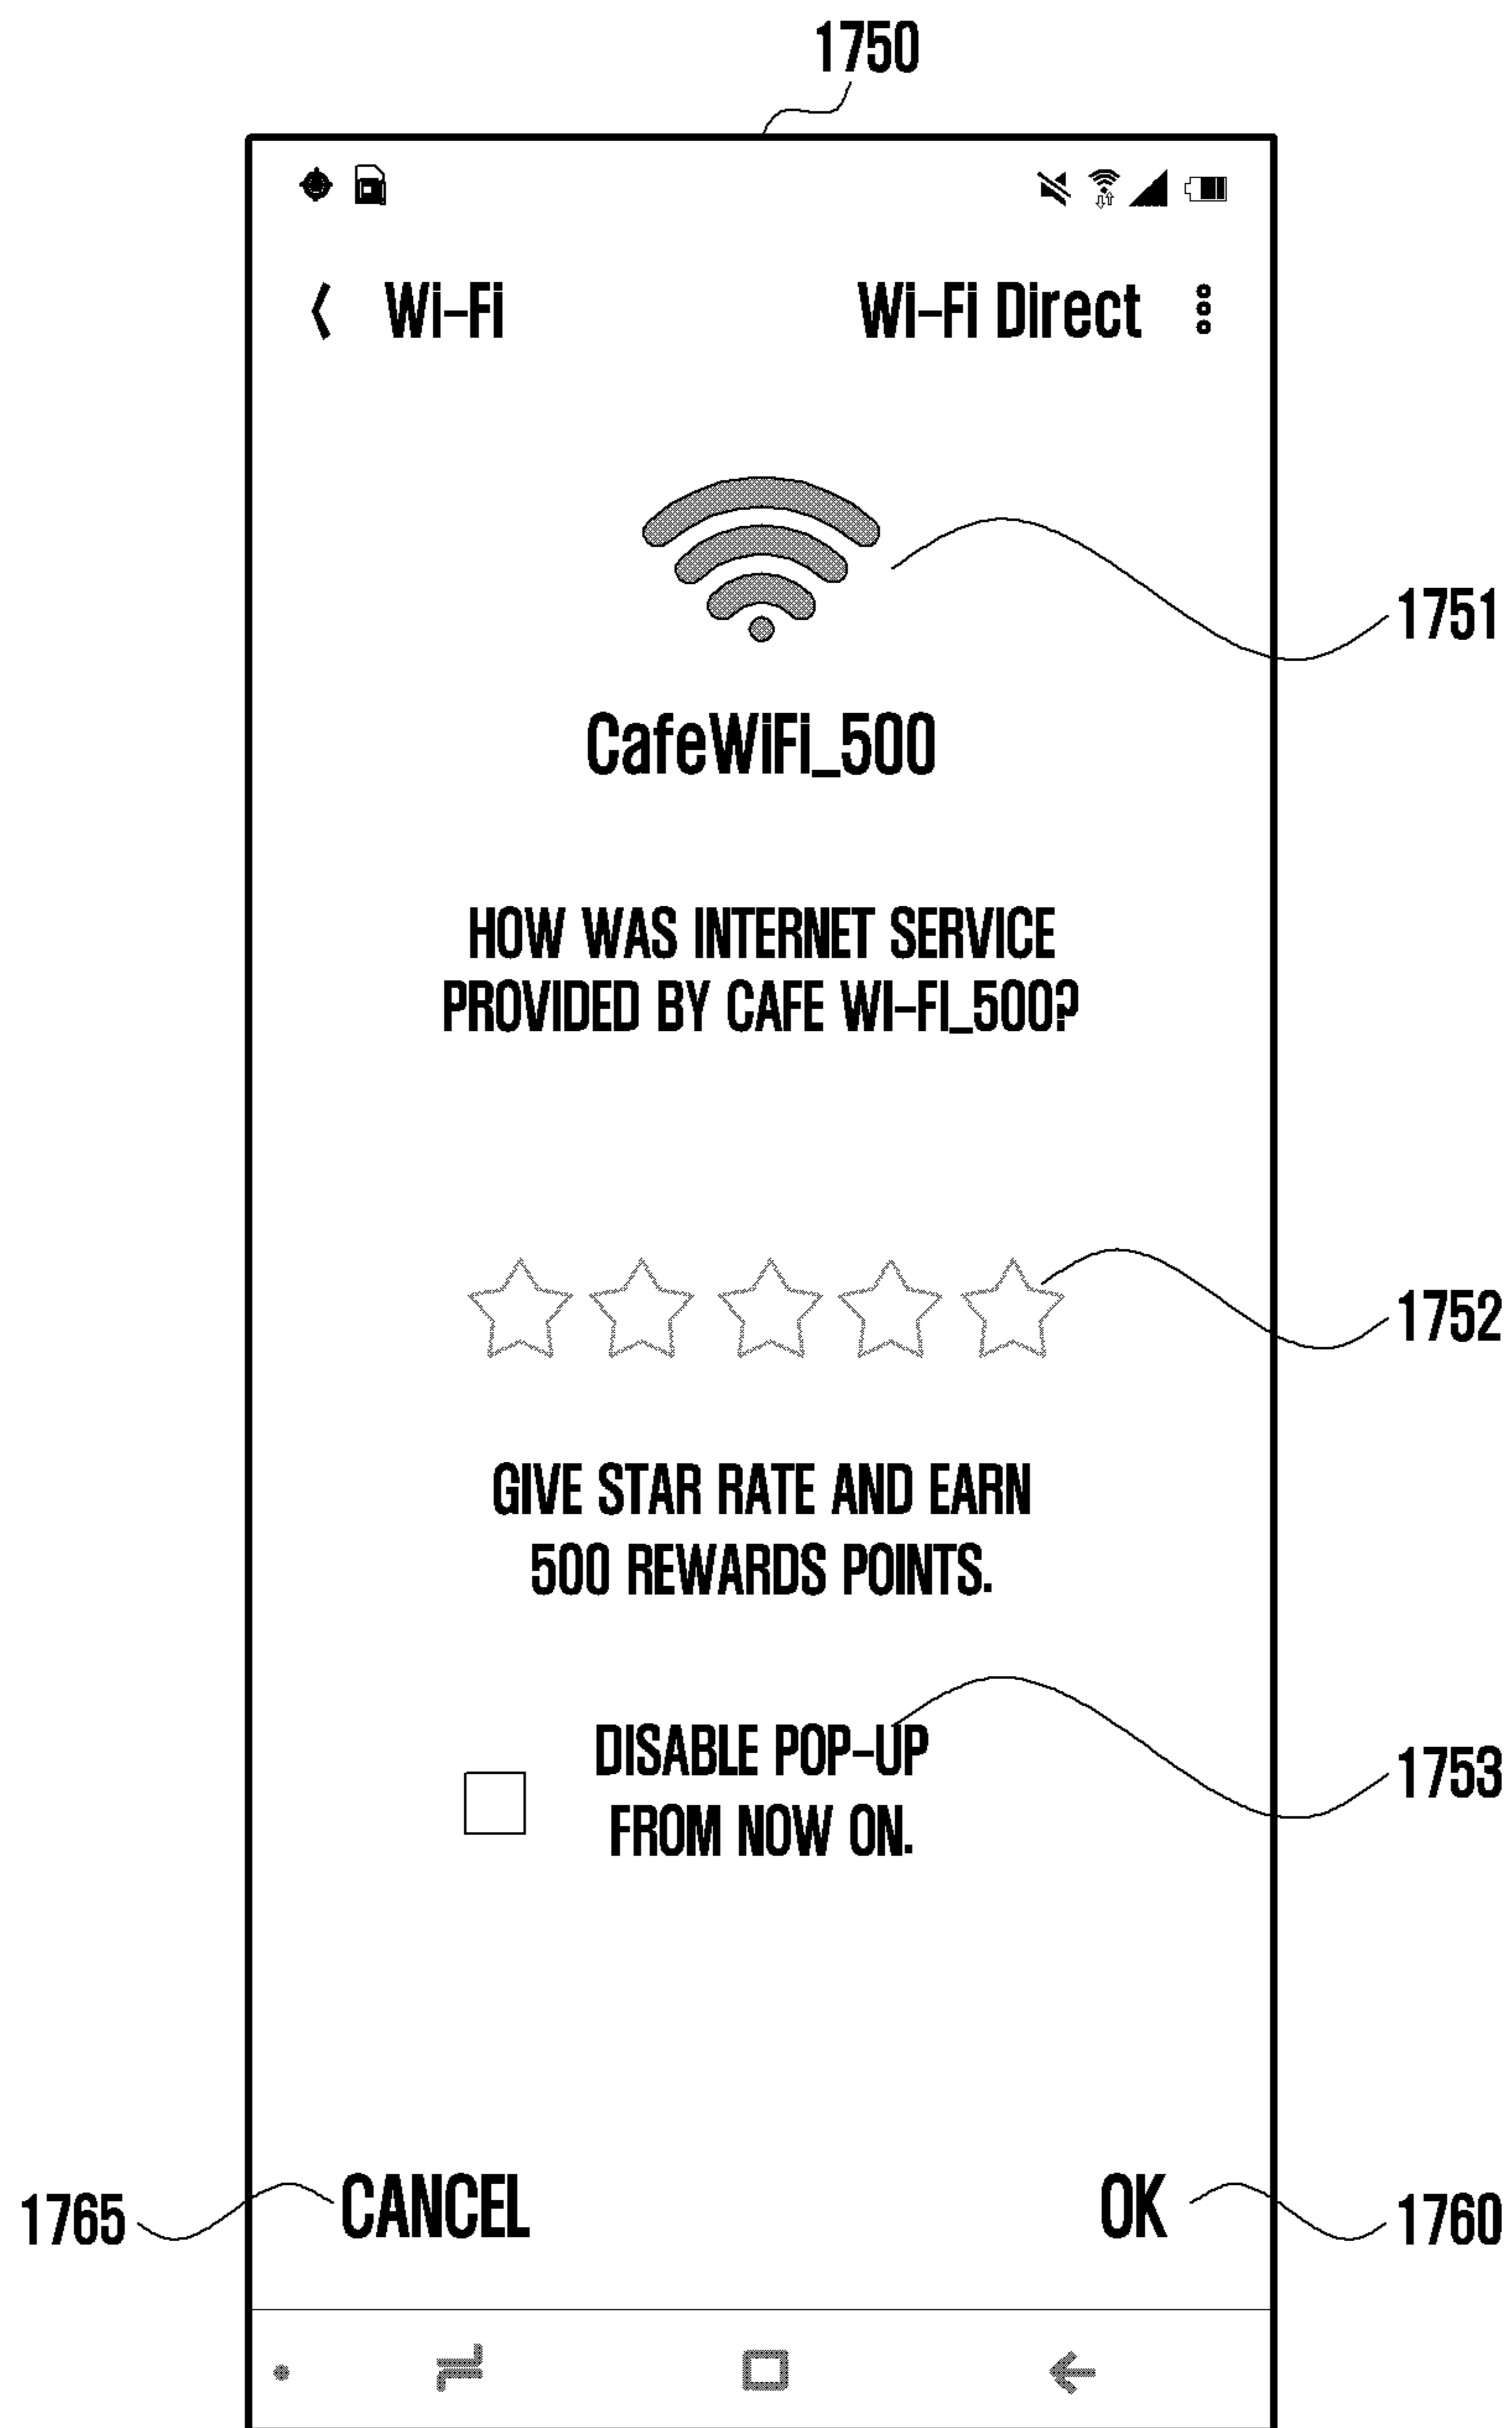 1750
Wi-Fi Wi-Fi Direct
1751
CafeWiFi_500
HOW WAS INTERNET SERVICE
PROVIDED BY CAFE WI-FI_500?
1752
GIVE STAR RATE AND EARN
500 REWARDS POINTS.
DISABLE POP-UP
1753
FROM NOW ON.
1765 CANCEL OK 1760